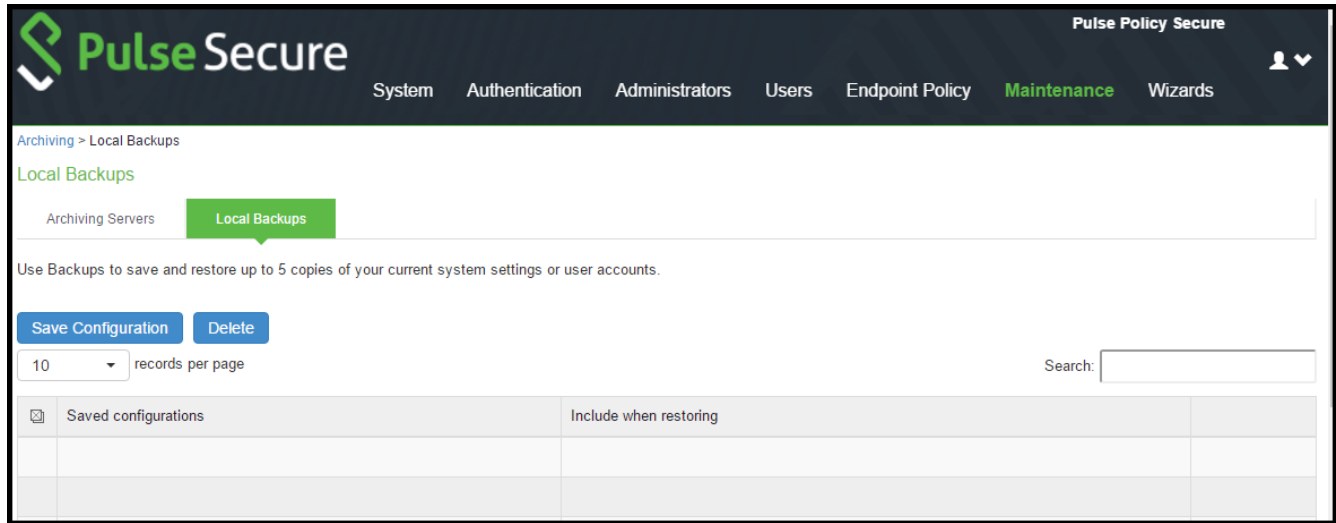 Pulse Policy Secure
Pulse Secure
System Authentication Administrators Users Endpoint Policy Maintenance Wizards
Archiving > Local Backups
Local Backups
Archiving Servers Local Backups
Use Backups to save and restore up to 5 copies of your current system settings or user accounts.
Save Configuration Delete
10 records per page Search:
Saved configurations Include when restoring